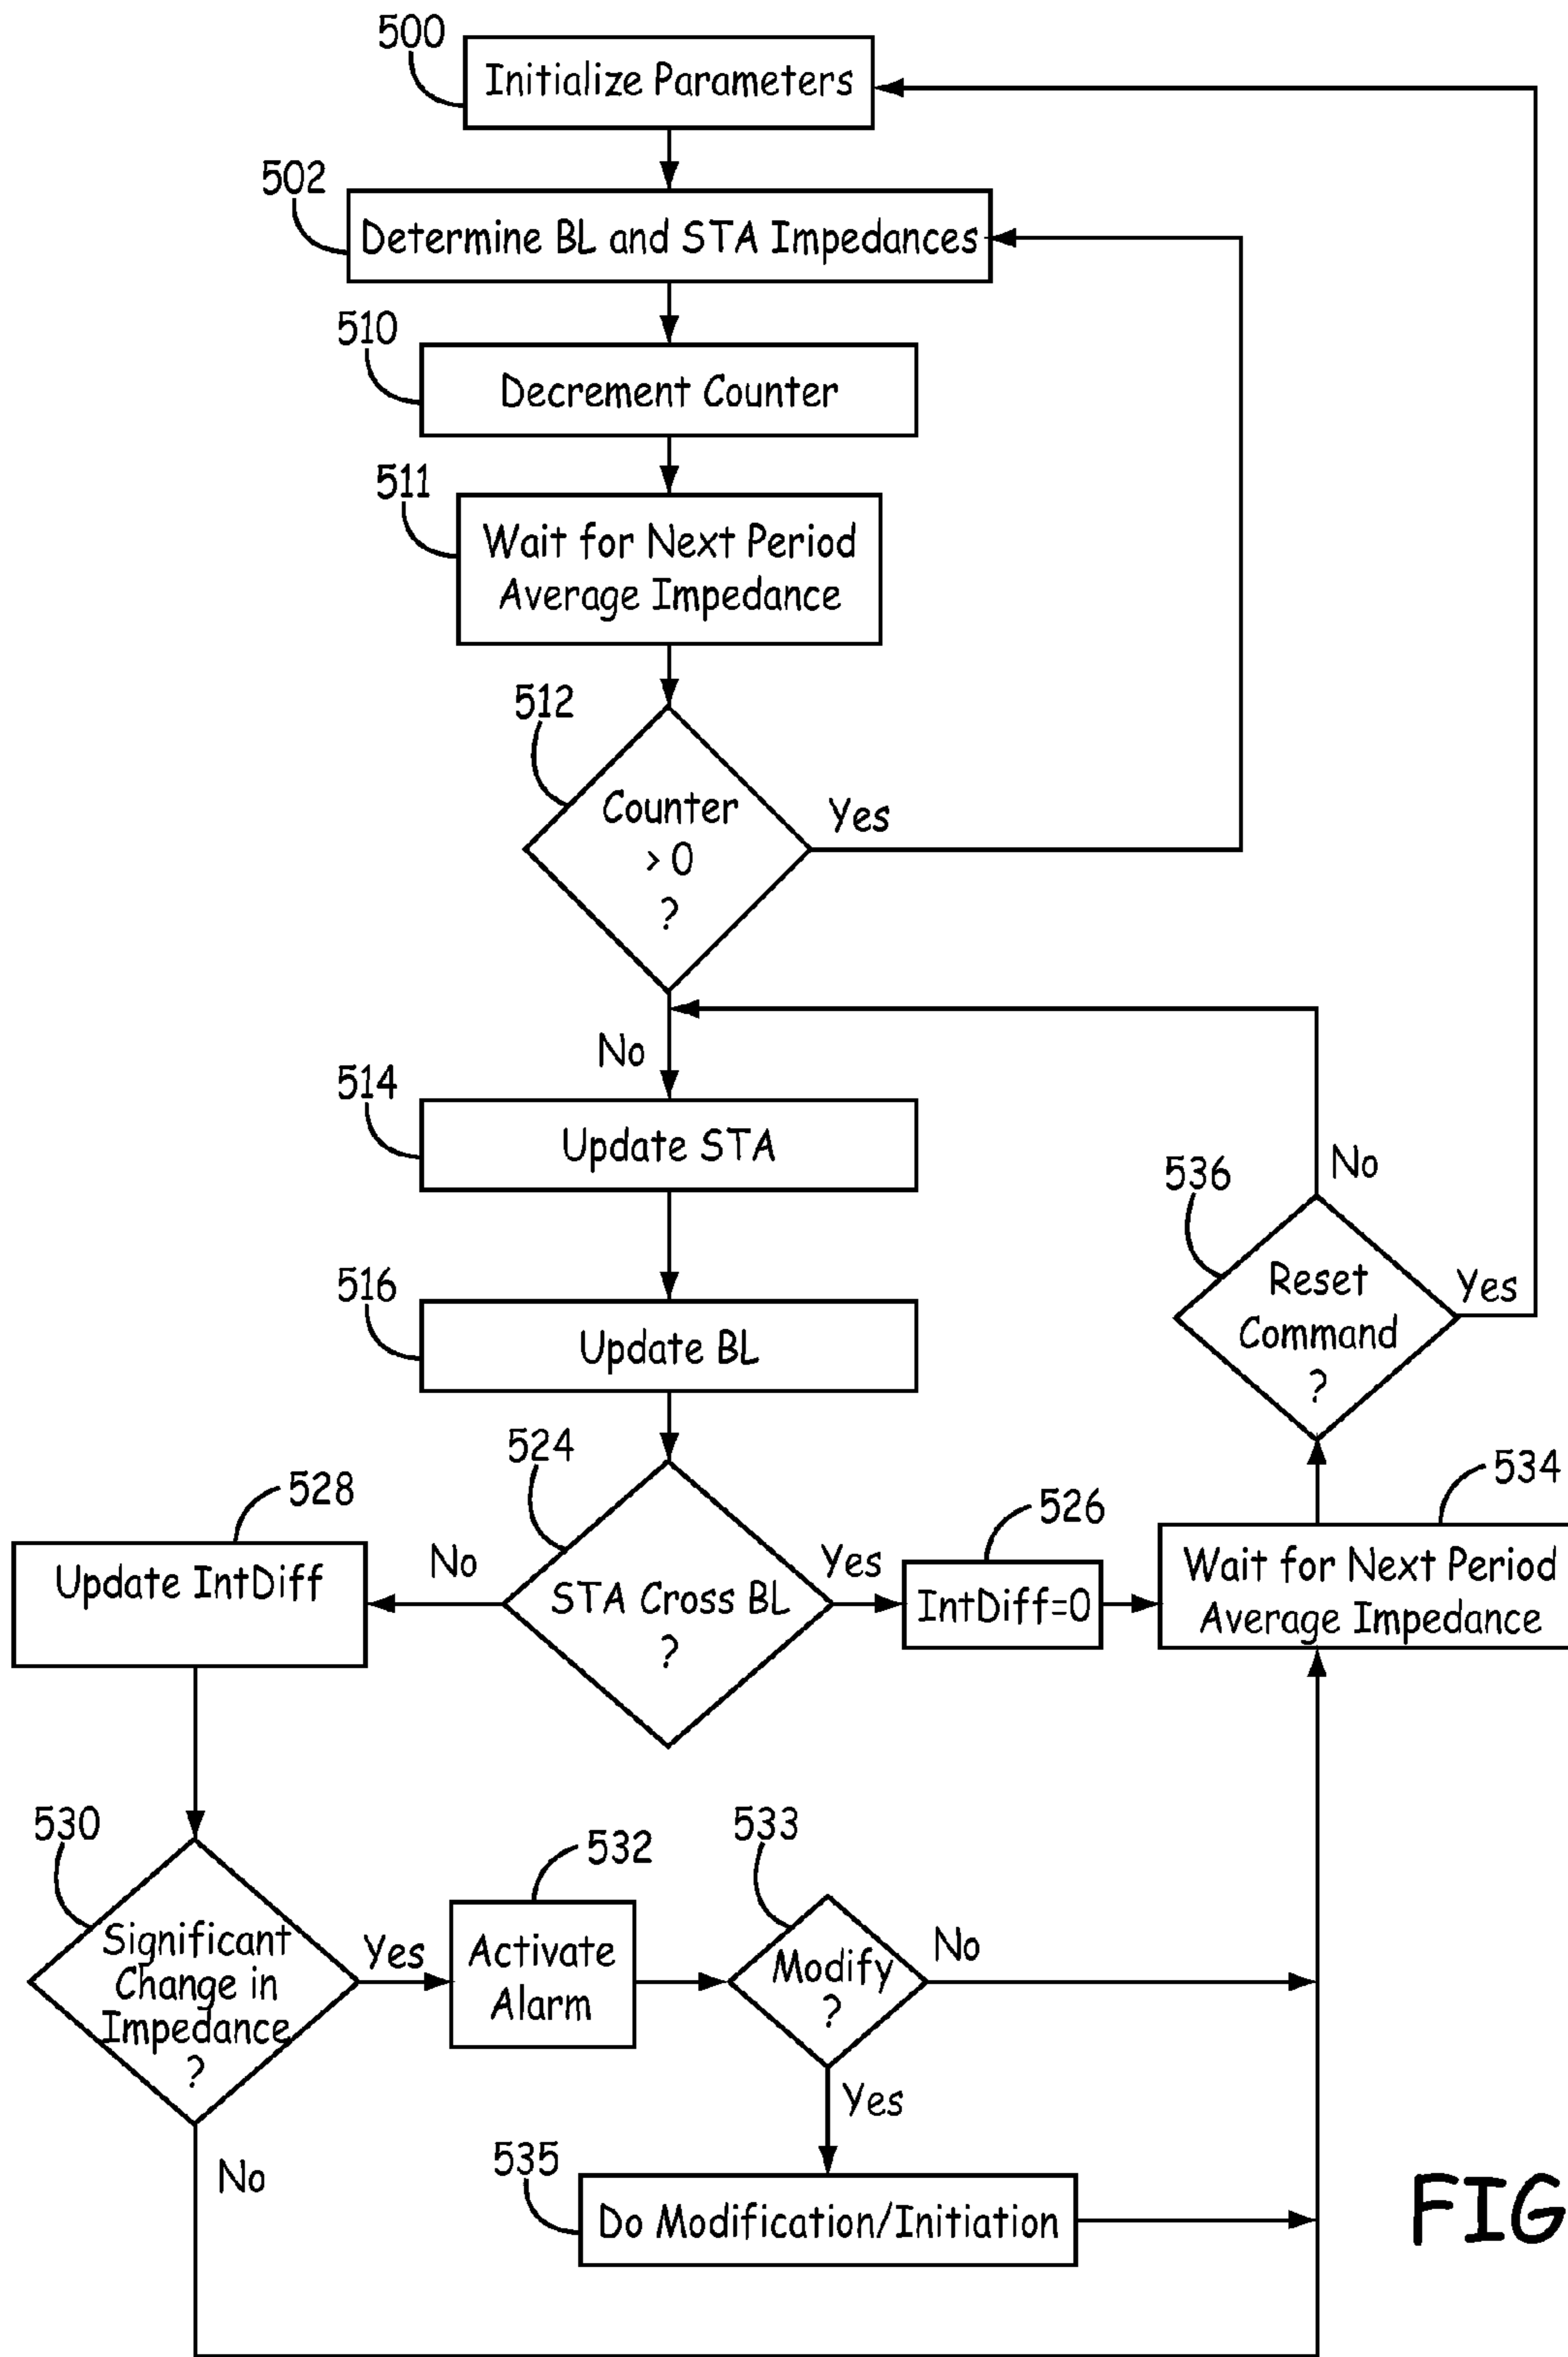 500
Initialize Parameters
502
Determine BL and STA Impedances
510
Decrement Counter
511
Wait for Next Period
Average Impedance
512
Counter
> 0
?
Yes
No
514
Update STA
536
No
Reset
Command
?
Yes
516
Update BL
524
STA Cross BL
?
No
Yes
528
Update IntDiff
526
IntDiff=0
534
Wait for Next Period
Average Impedance
530
Significant
Change in
Impedance
?
Yes
No
532
Activate
Alarm
533
Modify
?
No
Yes
535
Do Modification/Initiation
FIG